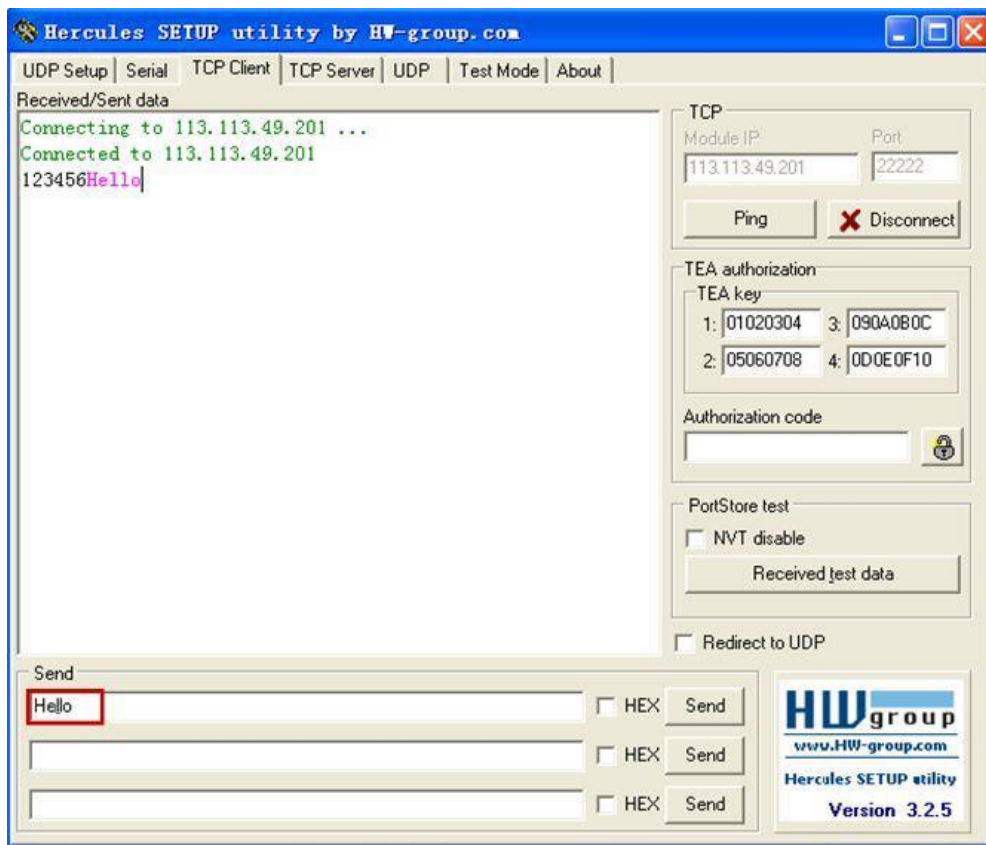 Hercules SETUP utility by HW-group.com
UDP Setup Serial TCP Client TCP Server UDP Test Mode About
Received/Sent data
Connecting to 113.113.49.201 ...
Connected to 113.113.49.201
123456Hello
TCP
Module IP Port
113.113.49.201 22222
Ping Disconnect
TEA authorization
TEA key
1: 01020304 3: 090A0B0C
2: 05060708 4: 0D0E0F10
Authorization code
PortStore test
NVT disable
Received test data
Redirect to UDP
Send
Hello HEX Send
HEX Send
HEX Send
HW group
www.HW-group.com
Hercules SETUP utility
Version 3.2.5